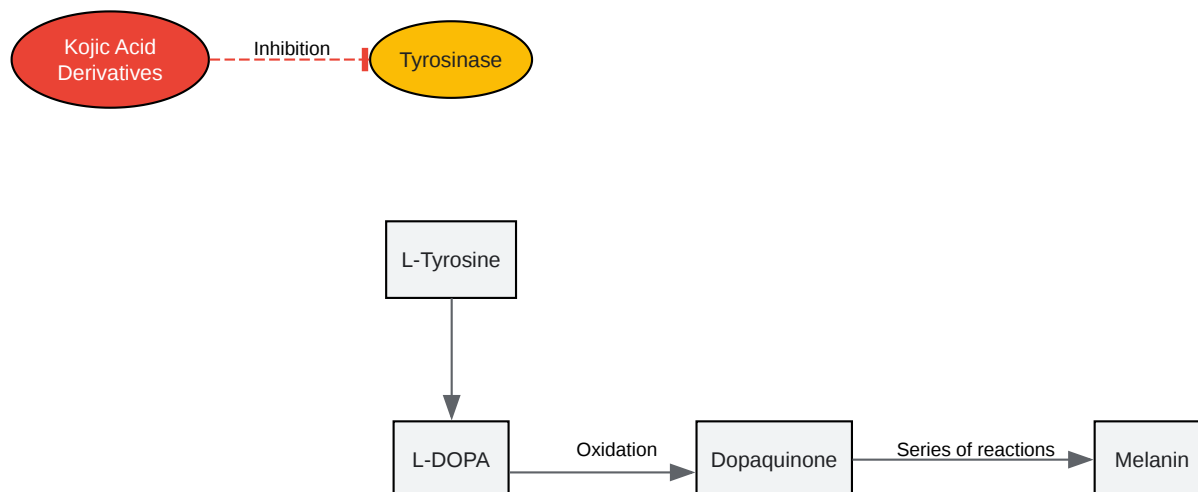 Kojic Acid
Derivatives
Inhibition
Tyrosinase
L-Tyrosine
L-DOPA
Oxidation
Dopaquinone
Series of reactions
Melanin